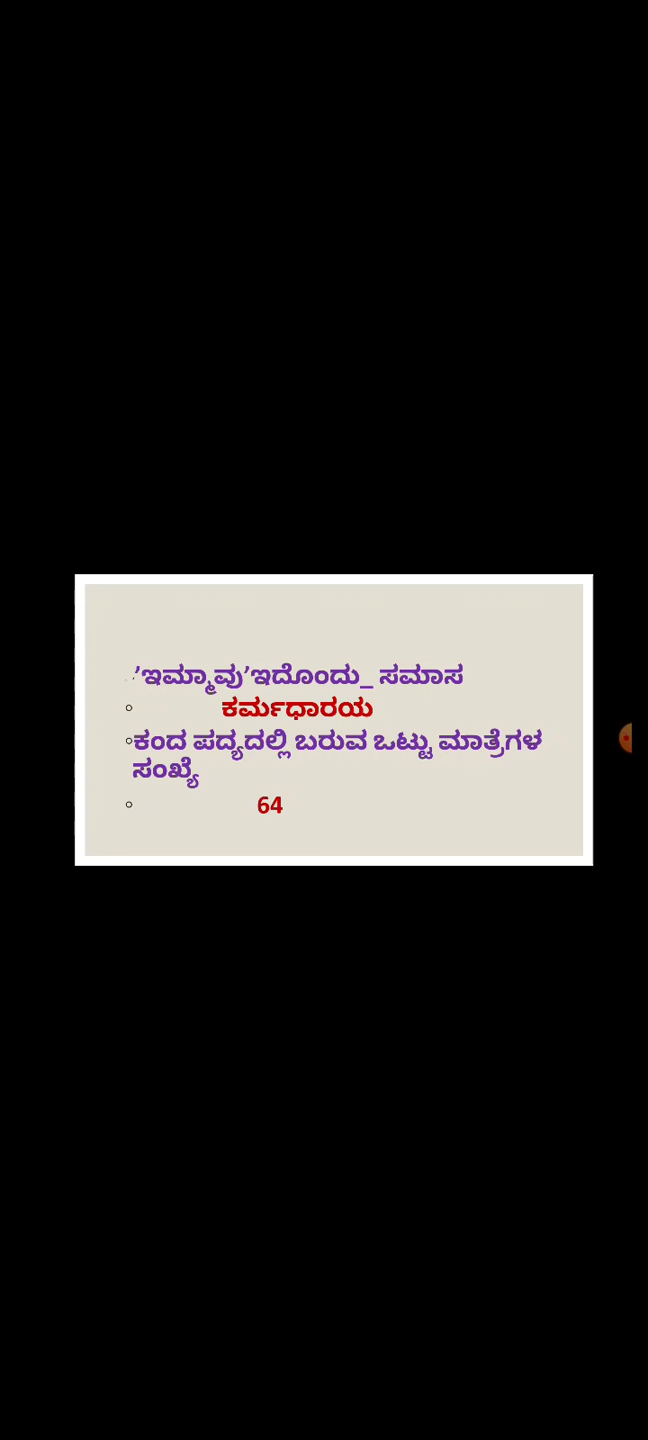 ’ಇಮ್ಮಾವು’ಇದೊಂದು_ ಸಮಾಸ
ಕರ್ಮಧಾರಯ
ಕಂದ ಪದ್ಯದಲ್ಲಿ ಬರುವ ಒಟ್ಟು ಮಾತ್ರೆಗಳ
ಸಂಖ್ಯೆ
64